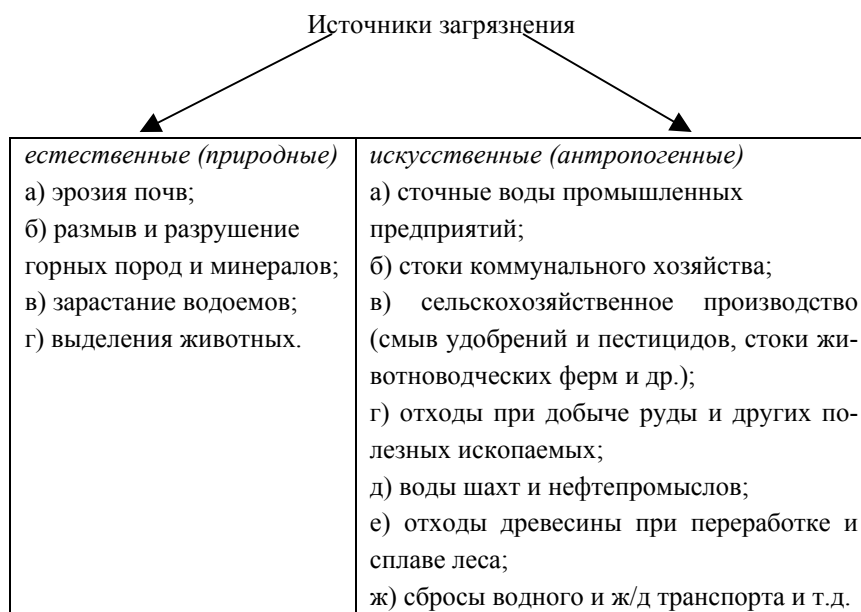 Источники загрязнения
естественные (природные)
а) эрозия почв;
б) размыв и разрушение
горных пород и минералов;
в) зарастание водоемов;
г) выделения животных.
искусственные (антропогенные)
а) сточные воды промышленных
предприятий;
б) стоки коммунального хозяйства;
в) сельскохозяйственное производство
(смыв удобрений и пестицидов, стоки жи-
вотноводческих ферм и др.);
г) отходы при добыче руды и других по-
лезных ископаемых;
д) воды шахт и нефтепромыслов;
е) отходы древесины при переработке и
сплаве леса;
ж) сбросы водного и ж/д транспорта и т.д.